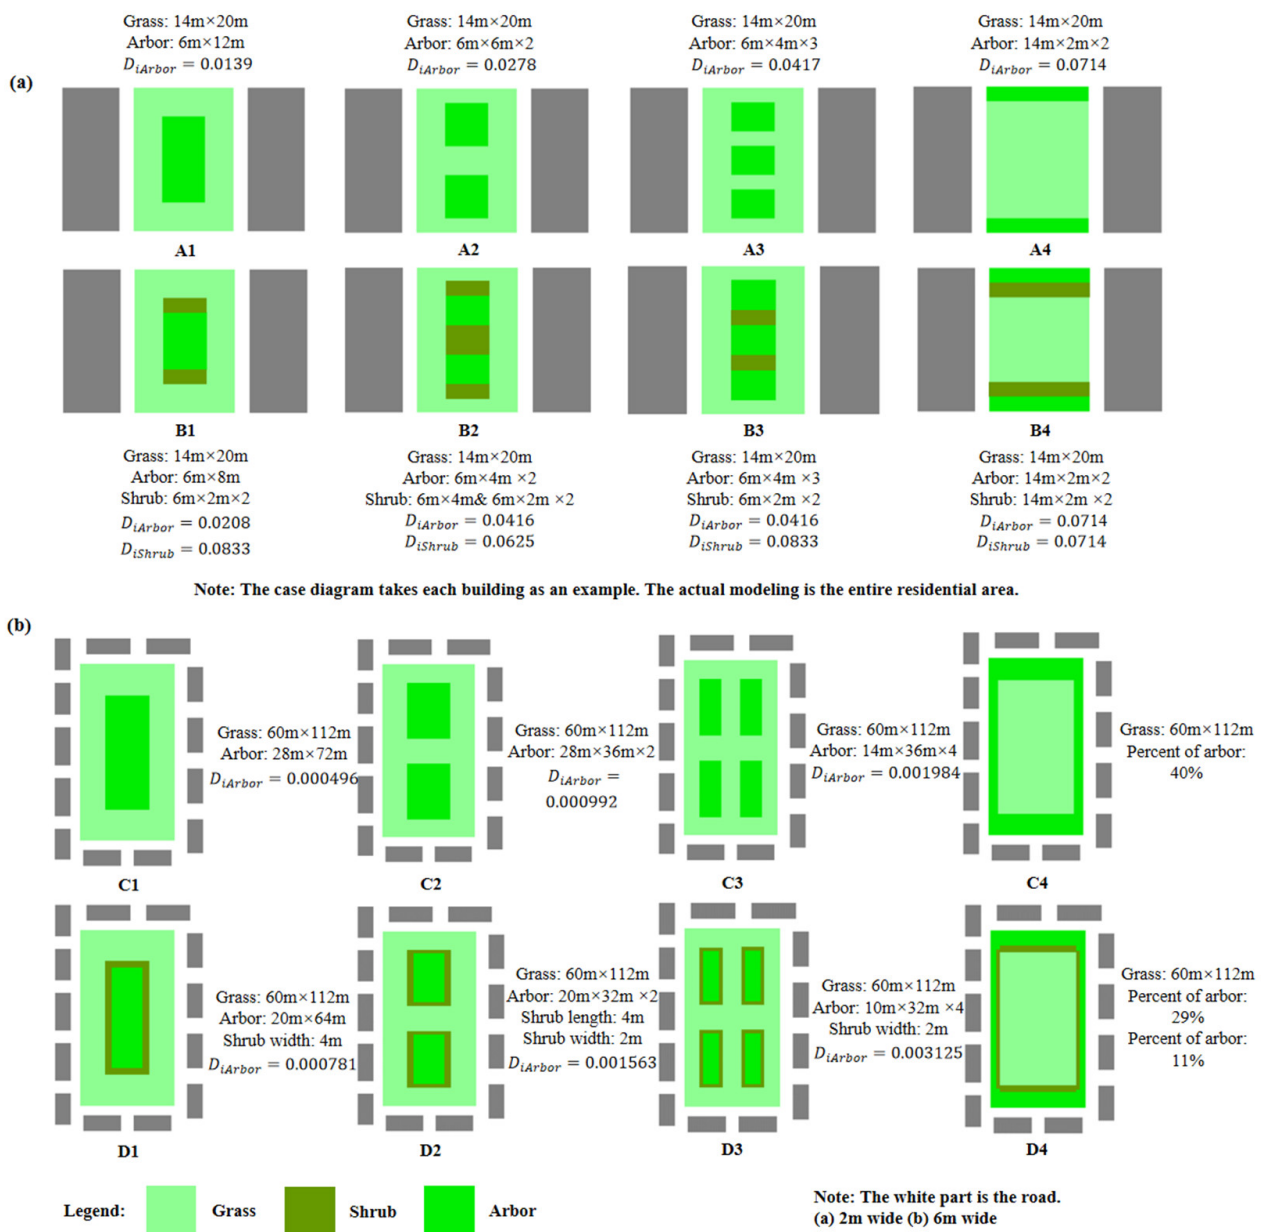 Grass: 14m×20m
Arbor: 6m×12m
D_iArbor = 0.0139
Grass: 14m×20m
Arbor: 6m×6m×2
D_iArbor = 0.0278
Grass: 14m×20m
Arbor: 6m×4m×3
D_iArbor = 0.0417
Grass: 14m×20m
Arbor: 14m×2m×2
D_iArbor = 0.0714
(a)
A1
A2
A3
A4
B1
B2
B3
B4
Grass: 14m×20m
Arbor: 6m×8m
Shrub: 6m×2m×2
D_iArbor = 0.0208
D_iShrub = 0.0833
Grass: 14m×20m
Arbor: 6m×4m ×2
Shrub: 6m×4m& 6m×2m ×2
D_iArbor = 0.0416
D_iShrub = 0.0625
Grass: 14m×20m
Arbor: 6m×4m ×3
Shrub: 6m×2m ×2
D_iArbor = 0.0416
D_iShrub = 0.0833
Grass: 14m×20m
Arbor: 14m×2m×2
Shrub: 14m×2m ×2
D_iArbor = 0.0714
D_iShrub = 0.0714
Note: The case diagram takes each building as an example. The actual modeling is the entire residential area.
(b)
Grass: 60m×112m
Arbor: 28m×72m
D_iArbor = 0.000496
Grass: 60m×112m
Arbor: 28m×36m×2
D_iArbor =
0.000992
Grass: 60m×112m
Arbor: 14m×36m×4
D_iArbor = 0.001984
Grass: 60m×112m
Percent of arbor:
40%
C1
C2
C3
C4
Grass: 60m×112m
Arbor: 20m×64m
Shrub width: 4m
D_iArbor = 0.000781
Grass: 60m×112m
Arbor: 20m×32m ×2
Shrub length: 4m
Shrub width: 2m
D_iArbor = 0.001563
Grass: 60m×112m
Arbor: 10m×32m ×4
Shrub width: 2m
D_iArbor = 0.003125
Grass: 60m×112m
Percent of arbor:
29%
Percent of arbor:
11%
D1
D2
D3
D4
Legend:
Grass
Shrub
Arbor
Note: The white part is the road.
(a) 2m wide (b) 6m wide